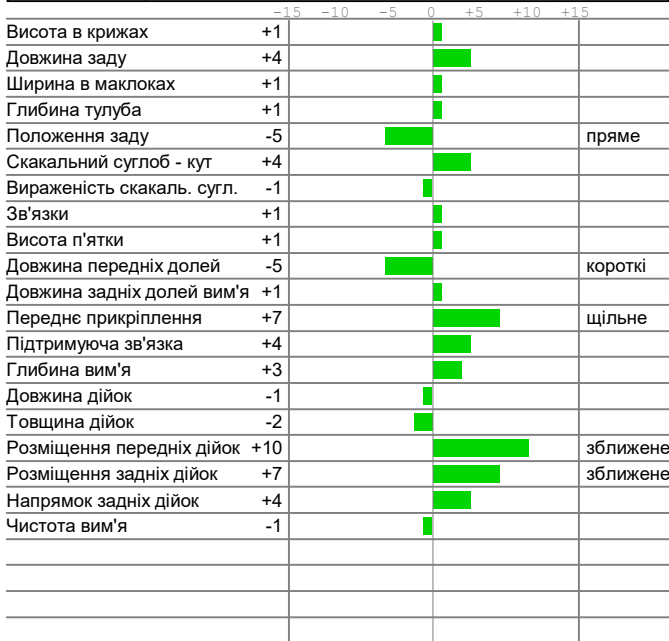 -15 -10 -5 0 +5 +10 +15
Висота в крижах +1
Довжина заду +4
Ширина в маклоках +1
Глибина тулуба +1
Положення заду -5 пряме
Скакальний суглоб - кут +4
Вираженість скакаль. сугл. -1
Зв'язки +1
Висота п'ятки +1
Довжина передніх долей -5 короткі
Довжина задніх долей вим'я +1
Переднє прикріплення +7 щільне
Підтримуюча зв'язка +4
Глибина вим'я +3
Довжина дійок -1
Товщина дійок -2
Розміщення передніх дійок +10 зближене
Розміщення задніх дійок +7 зближене
Напрямок задніх дійок +4
Чистота вим'я -1